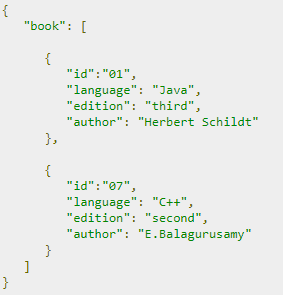 {
"book": [
{
"id":"01",
"language": "Java",
"edition": "third",
"author": "Herbert Schildt"
},
{
"id":"07",
"language": "C++",
"edition": "second",
"author": "E.Balagurusamy"
}
]
}